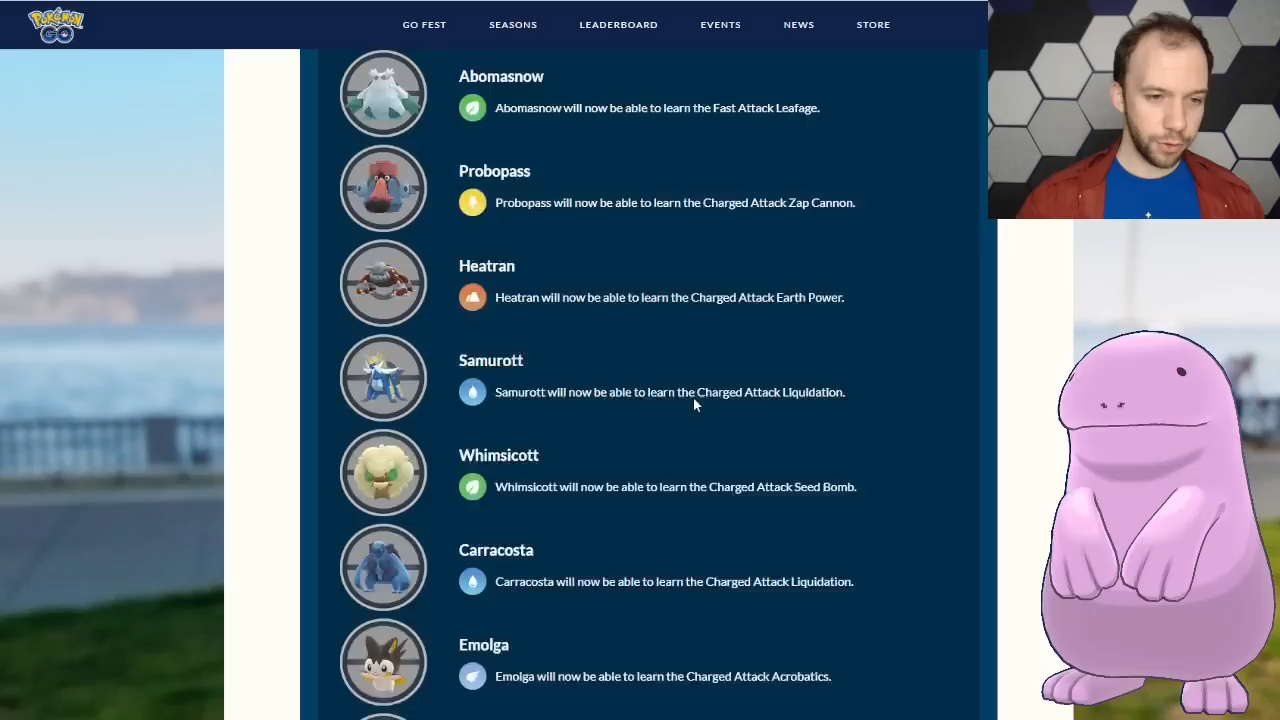 Pokémon GO
GO FEST SEASONS LEADERBOARD EVENTS NEWS STORE
Abomasnow
Abomasnow will now be able to learn the Fast Attack Leafage.
Probopass
Probopass will now be able to learn the Charged Attack Zap Cannon.
Heatran
Heatran will now be able to learn the Charged Attack Earth Power.
Samurott
Samurott will now be able to learn the Charged Attack Liquidation.
Whimsicott
Whimsicott will now be able to learn the Charged Attack Seed Bomb.
Carracosta
Carracosta will now be able to learn the Charged Attack Liquidation.
Emolga
Emolga will now be able to learn the Charged Attack Acrobatics.